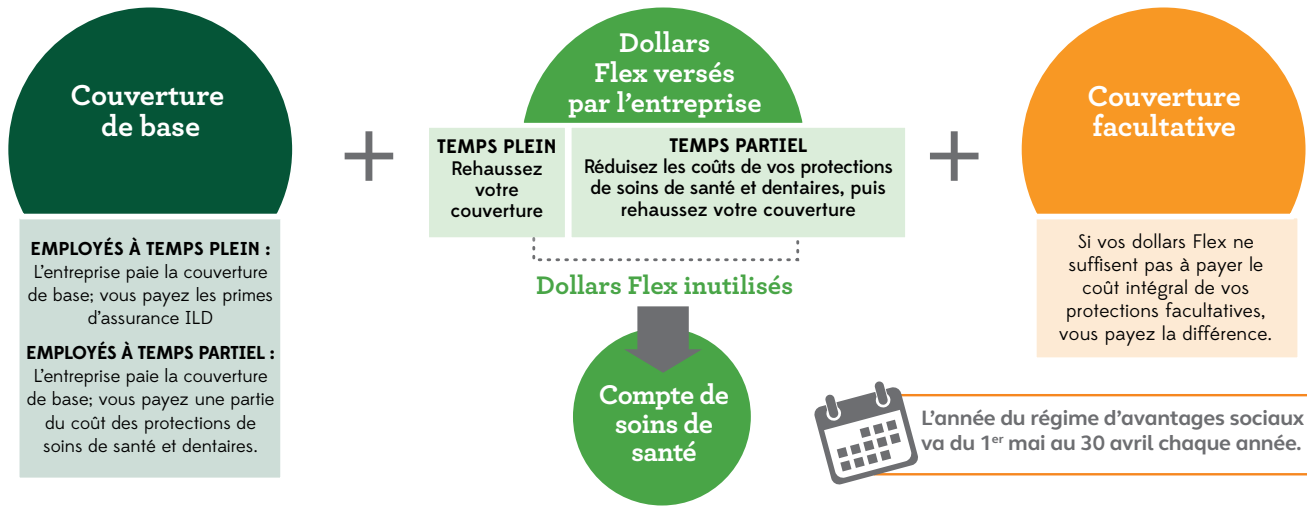 Couverture
de base
EMPLOYÉS À TEMPS PLEIN :
L'entreprise paie la couverture
de base; vous payez les primes
d'assurance ILD
EMPLOYÉS À TEMPS PARTIEL :
L'entreprise paie la couverture
de base; vous payez une partie
du coût des protections de
soins de santé et dentaires.
+
Dollars
Flex versés
par l'entreprise
TEMPS PLEIN
Rehaussez
votre
couverture
TEMPS PARTIEL
Réduisez les coûts de vos protections
de soins de santé et dentaires, puis
rehaussez votre couverture
Dollars Flex inutilisés
Compte de
soins de
santé
+
Couverture
facultative
Si vos dollars Flex ne
suffisent pas à payer le
coût intégral de vos
protections facultatives,
vous payez la différence.
L'année du régime d'avantages sociaux
va du 1er mai au 30 avril chaque année.